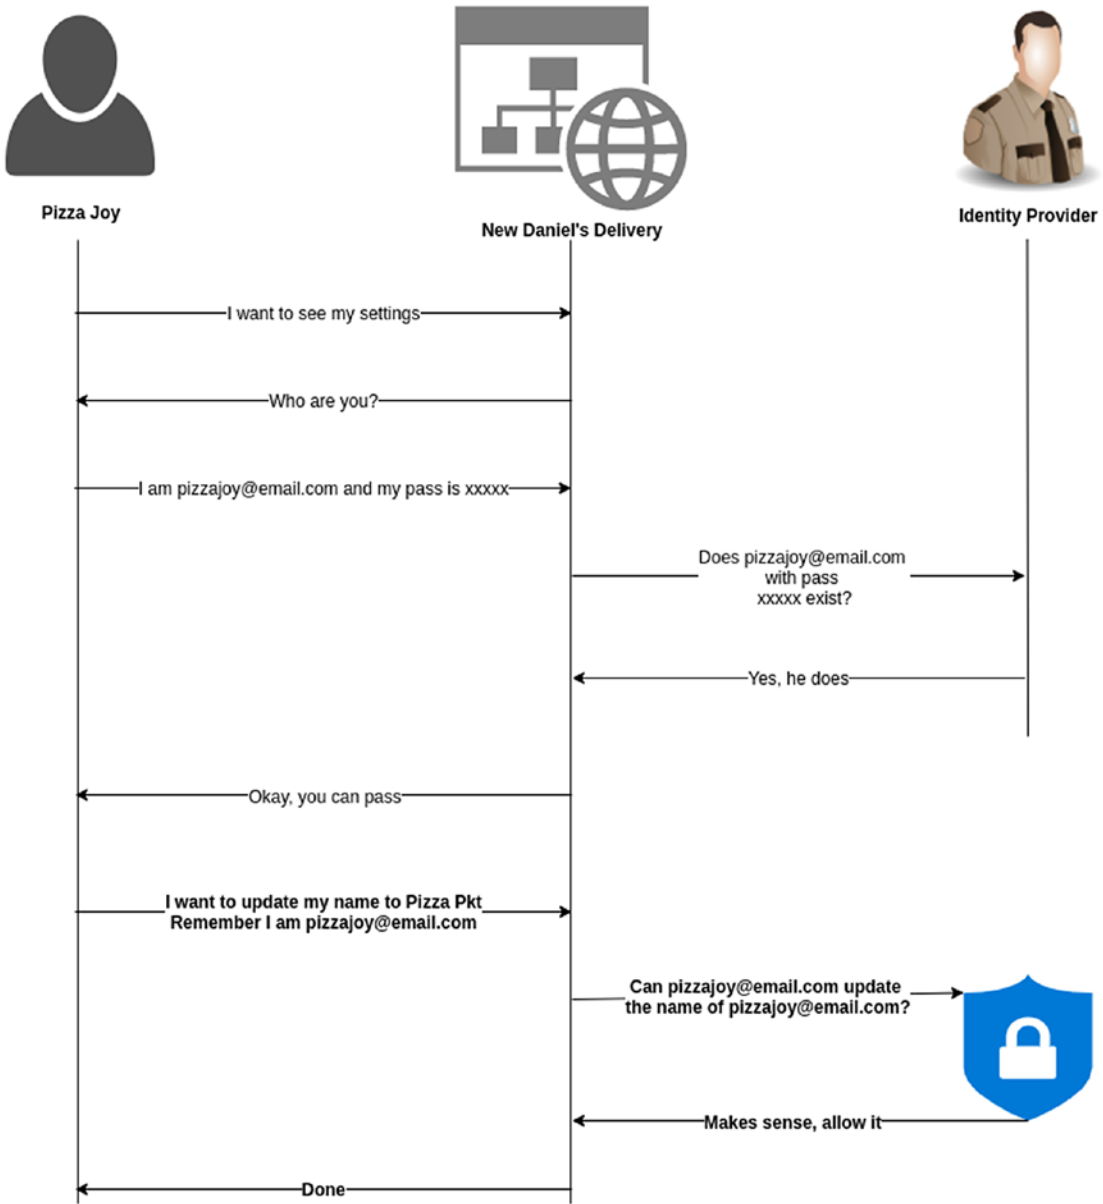 Pizza Joy
New Daniel's Delivery
Identity Provider
I want to see my settings
Who are you?
I am pizzajoy@email.com and my pass is xxxxx
Does pizzajoy@email.com
with pass
xxxxx exist?
Yes, he does
Okay, you can pass
I want to update my name to Pizza Pkt
Remember I am pizzajoy@email.com
Can pizzajoy@email.com update
the name of pizzajoy@email.com?
Makes sense, allow it
Done